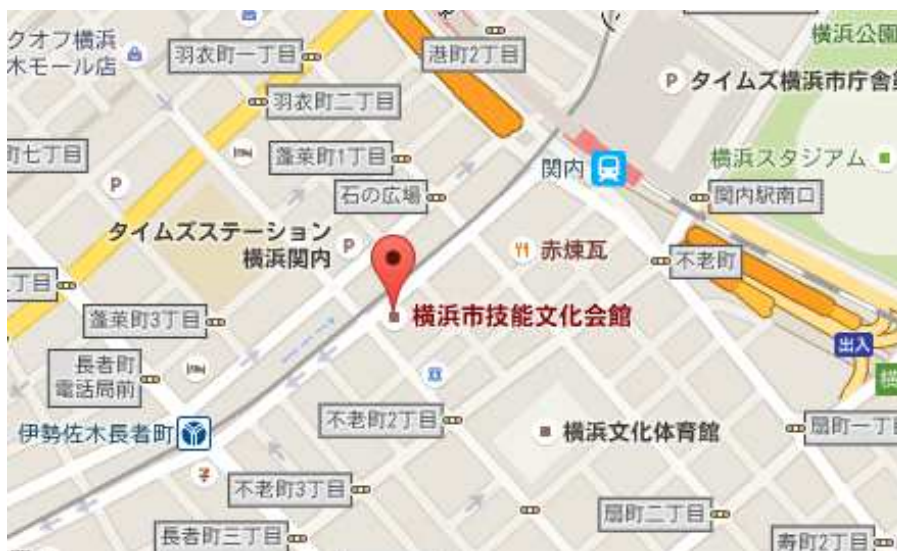 クオフ横浜
木モール店
羽衣町一丁目
港町2丁目
横浜公園
タイムズ横浜市庁舎
羽衣町二丁目
町七丁目
蓬莱町1丁目
関内
横浜スタジアム
石の広場
関内駅南口
タイムズステーション
横浜関内
赤煉瓦
不老町
丁目
蓬莱町3丁目
横浜市技能文化会館
出入
長者町
電話局前
横
伊勢佐木長者町
不老町2丁目
横浜文化体育館
扇町一丁目
不老町3丁目
扇町二丁目
長者町三丁目
寿町2丁目